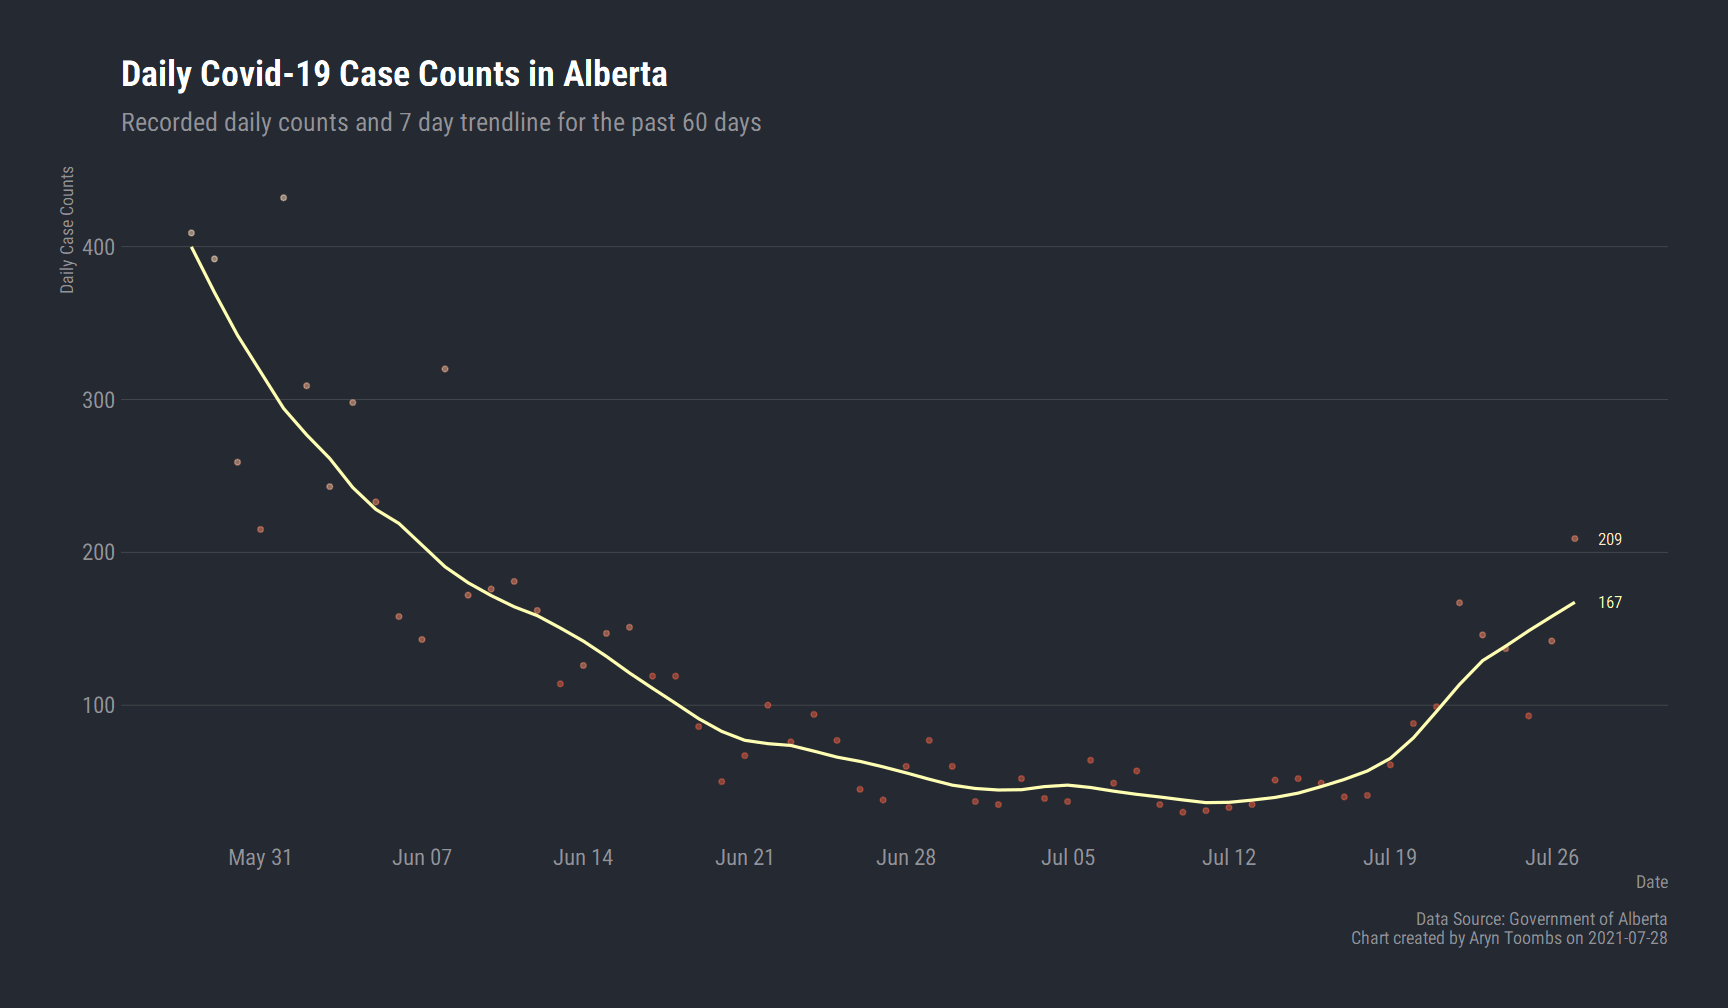 Daily Covid-19 Case Counts in Alberta
Recorded daily counts and 7 day trendline for the past 60 days
Daily Case Counts
400
300
200
100
209
167
May 31
Jun 07
Jun 14
Jun 21
Jun 28
Jul 05
Jul 12
Jul 19
Jul 26
Date
Data Source: Government of Alberta
Chart created by Aryn Toombs on 2021-07-28